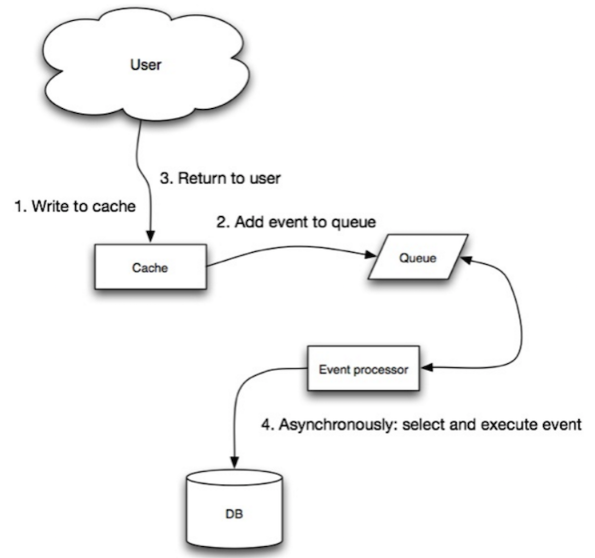 User
3. Return to user
1. Write to cache
2. Add event to queue
Cache
Queue
Event processor
4. Asynchronously: select and execute event
DB